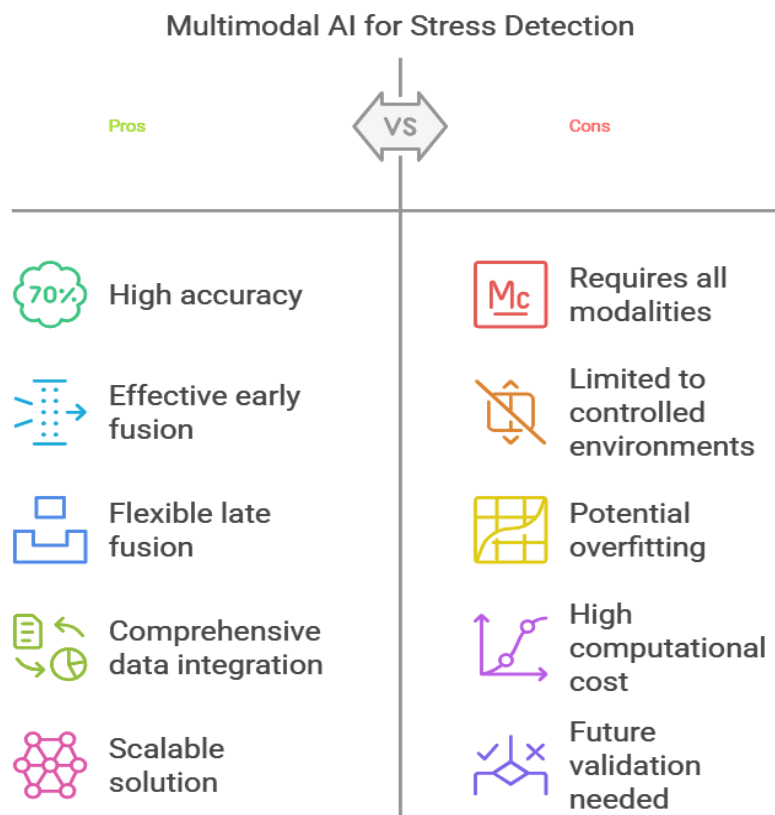 Multimodal AI for Stress Detection
Pros
VS
Cons
70%
High accuracy
Effective early
fusion
Flexible late
fusion
Comprehensive
data integration
Scalable
solution
Mc
Requires all
modalities
Limited to
controlled
environments
Potential
overfitting
High
computational
cost
Future
validation
needed